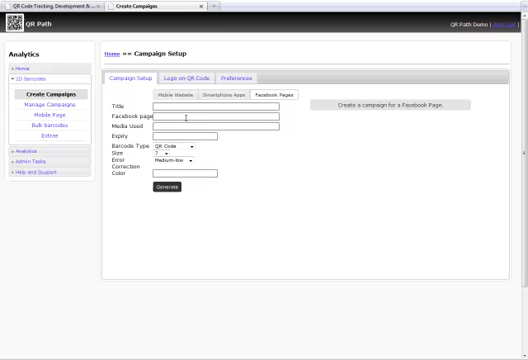 QR Code Tracking, Development & ...
Create Campaigns
QR Path
QR Path Demo |
Analytics
Home
2D Barcodes
Create Campaigns
Manage Campaigns
Mobile Page
Bulk Barcodes
Extras
Analytics
Admin Tasks
Help and Support
Home »» Campaign Setup
Campaign Setup
Logo on QR Code
Preferences
Mobile Website
Smartphone Apps
Facebook Pages
Title
Facebook page
Media Used
Expiry
Barcode Type
QR Code
Size
7
Error Correction
Medium-low
Color
Generate
Create a campaign for a Facebook Page.